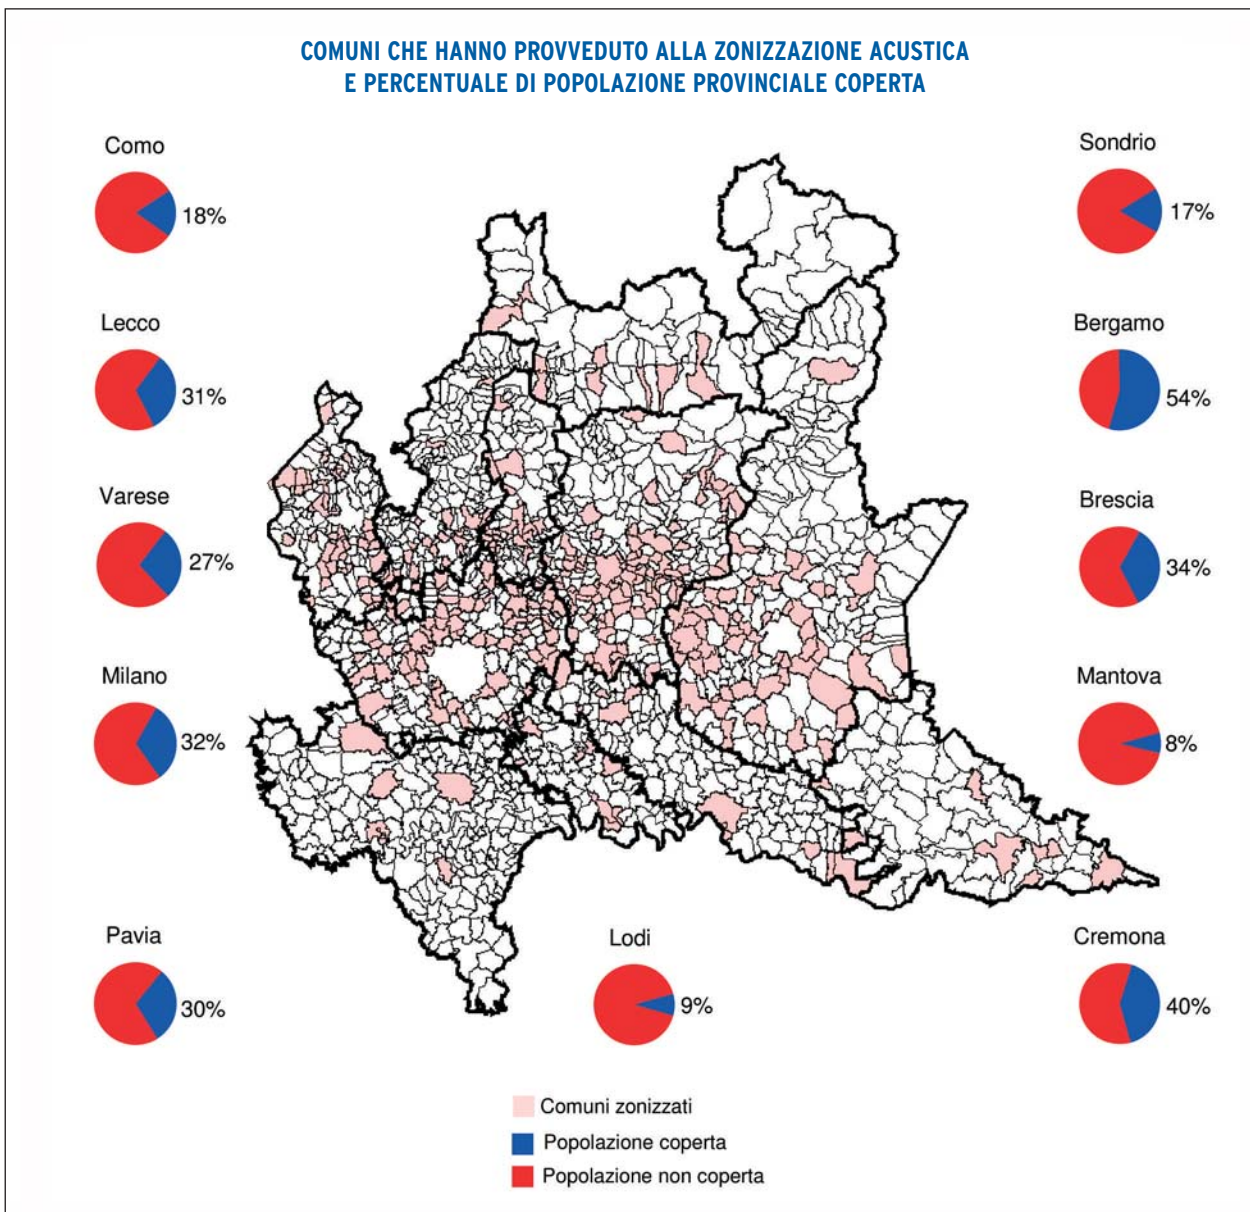 COMUNI CHE HANNO PROVVEDUTO ALLA ZONIZZAZIONE ACUSTICA
E PERCENTUALE DI POPOLAZIONE PROVINCIALE COPERTA
Como
18%
Lecco
31%
Varese
27%
Milano
32%
Pavia
30%
Lodi
9%
Sondrio
17%
Bergamo
54%
Brescia
34%
Mantova
8%
Cremona
40%
Comuni zonizzati
Popolazione coperta
Popolazione non coperta